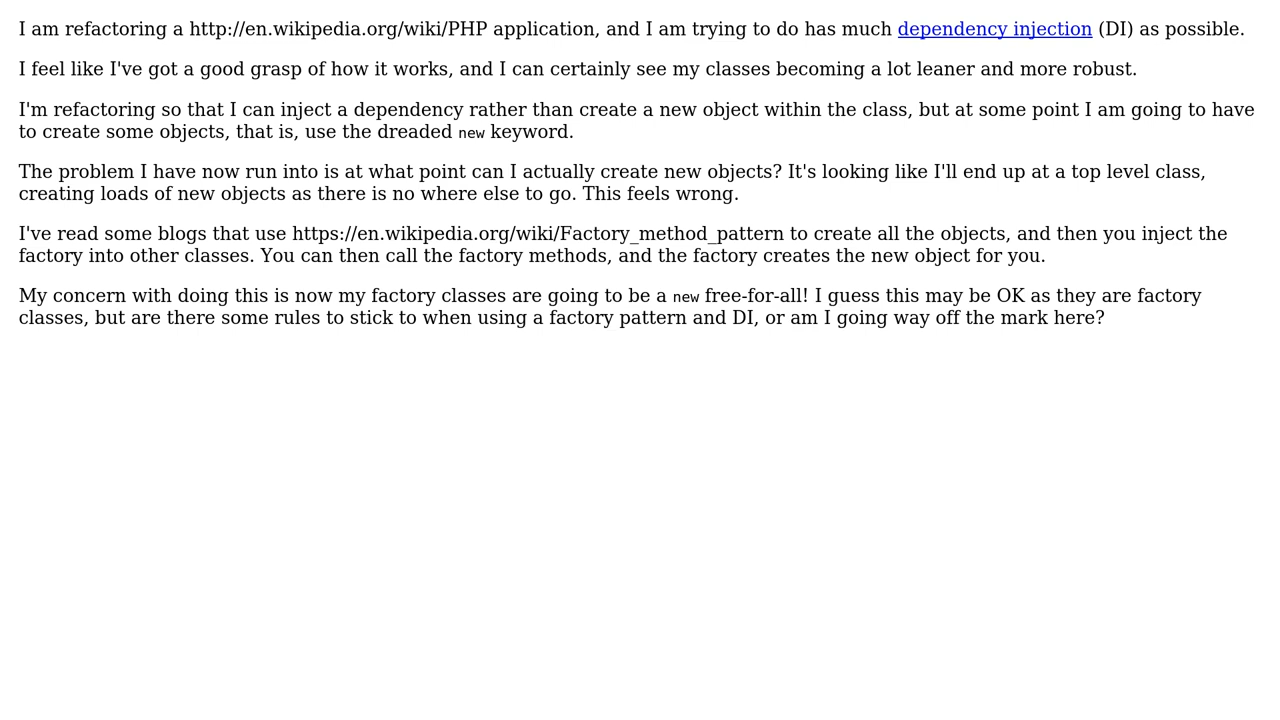 I am refactoring a http://en.wikipedia.org/wiki/PHP application, and I am trying to do has much dependency injection (DI) as possible.
I feel like I've got a good grasp of how it works, and I can certainly see my classes becoming a lot leaner and more robust.
I'm refactoring so that I can inject a dependency rather than create a new object within the class, but at some point I am going to have
to create some objects, that is, use the dreaded new keyword.
The problem I have now run into is at what point can I actually create new objects? It's looking like I'll end up at a top level class,
creating loads of new objects as there is no where else to go. This feels wrong.
I've read some blogs that use https://en.wikipedia.org/wiki/Factory_method_pattern to create all the objects, and then you inject the
factory into other classes. You can then call the factory methods, and the factory creates the new object for you.
My concern with doing this is now my factory classes are going to be a new free-for-all! I guess this may be OK as they are factory
classes, but are there some rules to stick to when using a factory pattern and DI, or am I going way off the mark here?